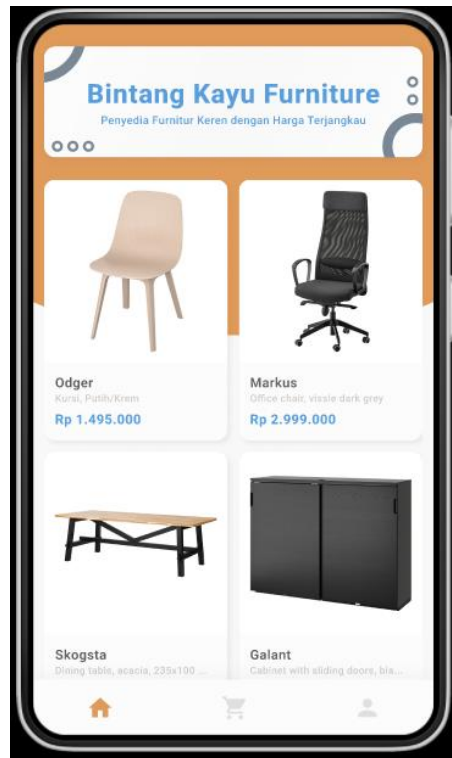 Bintang Kayu Furniture
Penyedia Furnitur Keren dengan Harga Terjangkau
Odger
Kursi, Putih/Krem
Rp 1.495.000
Markus
Office chair, vissle dark grey
Rp 2.999.000
Skogsta
Dining table, acacia, 235x100 ...
Galant
Cabinet with sliding doors, bla...